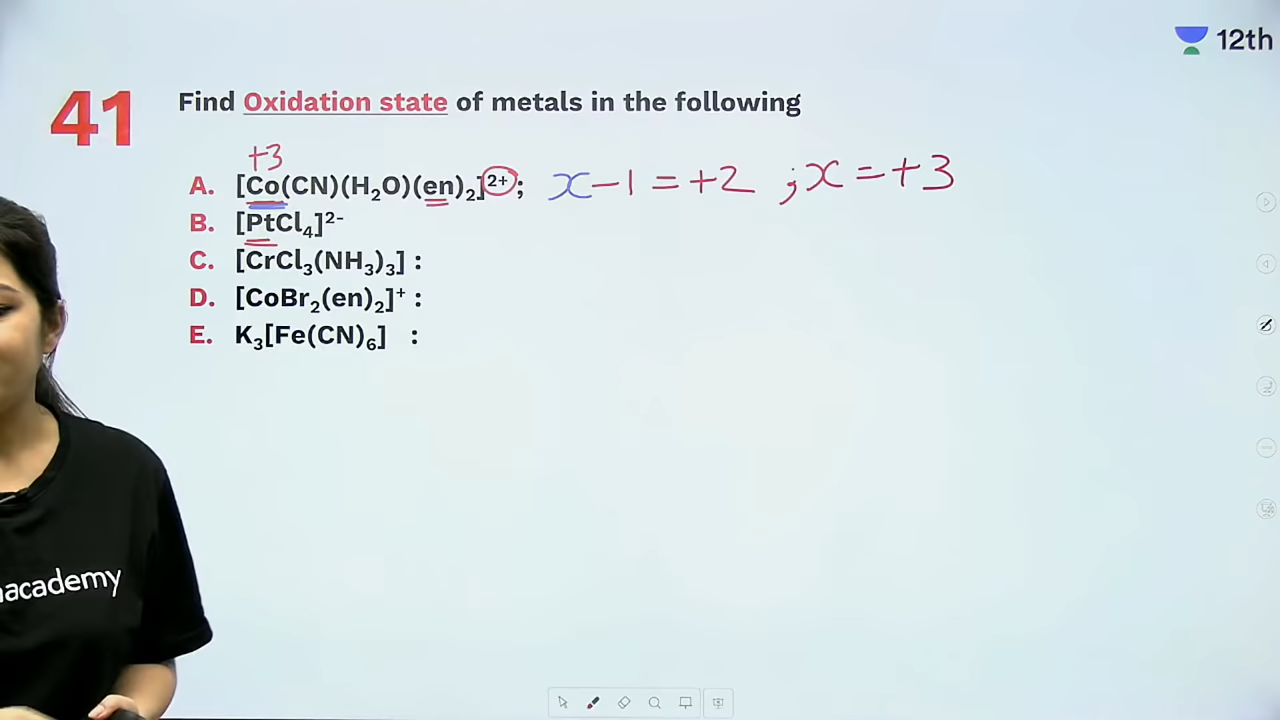 12th
41 Find Oxidation state of metals in the following
+3
A. [Co(CN)(H₂O)(en)₂]²⁺; x - 1 = +2 ; x = +3
B. [PtCl₄]²⁻
C. [CrCl₃(NH₃)₃] :
D. [CoBr₂(en)₂]⁺ :
E. K₃[Fe(CN)₆] :
nacademy